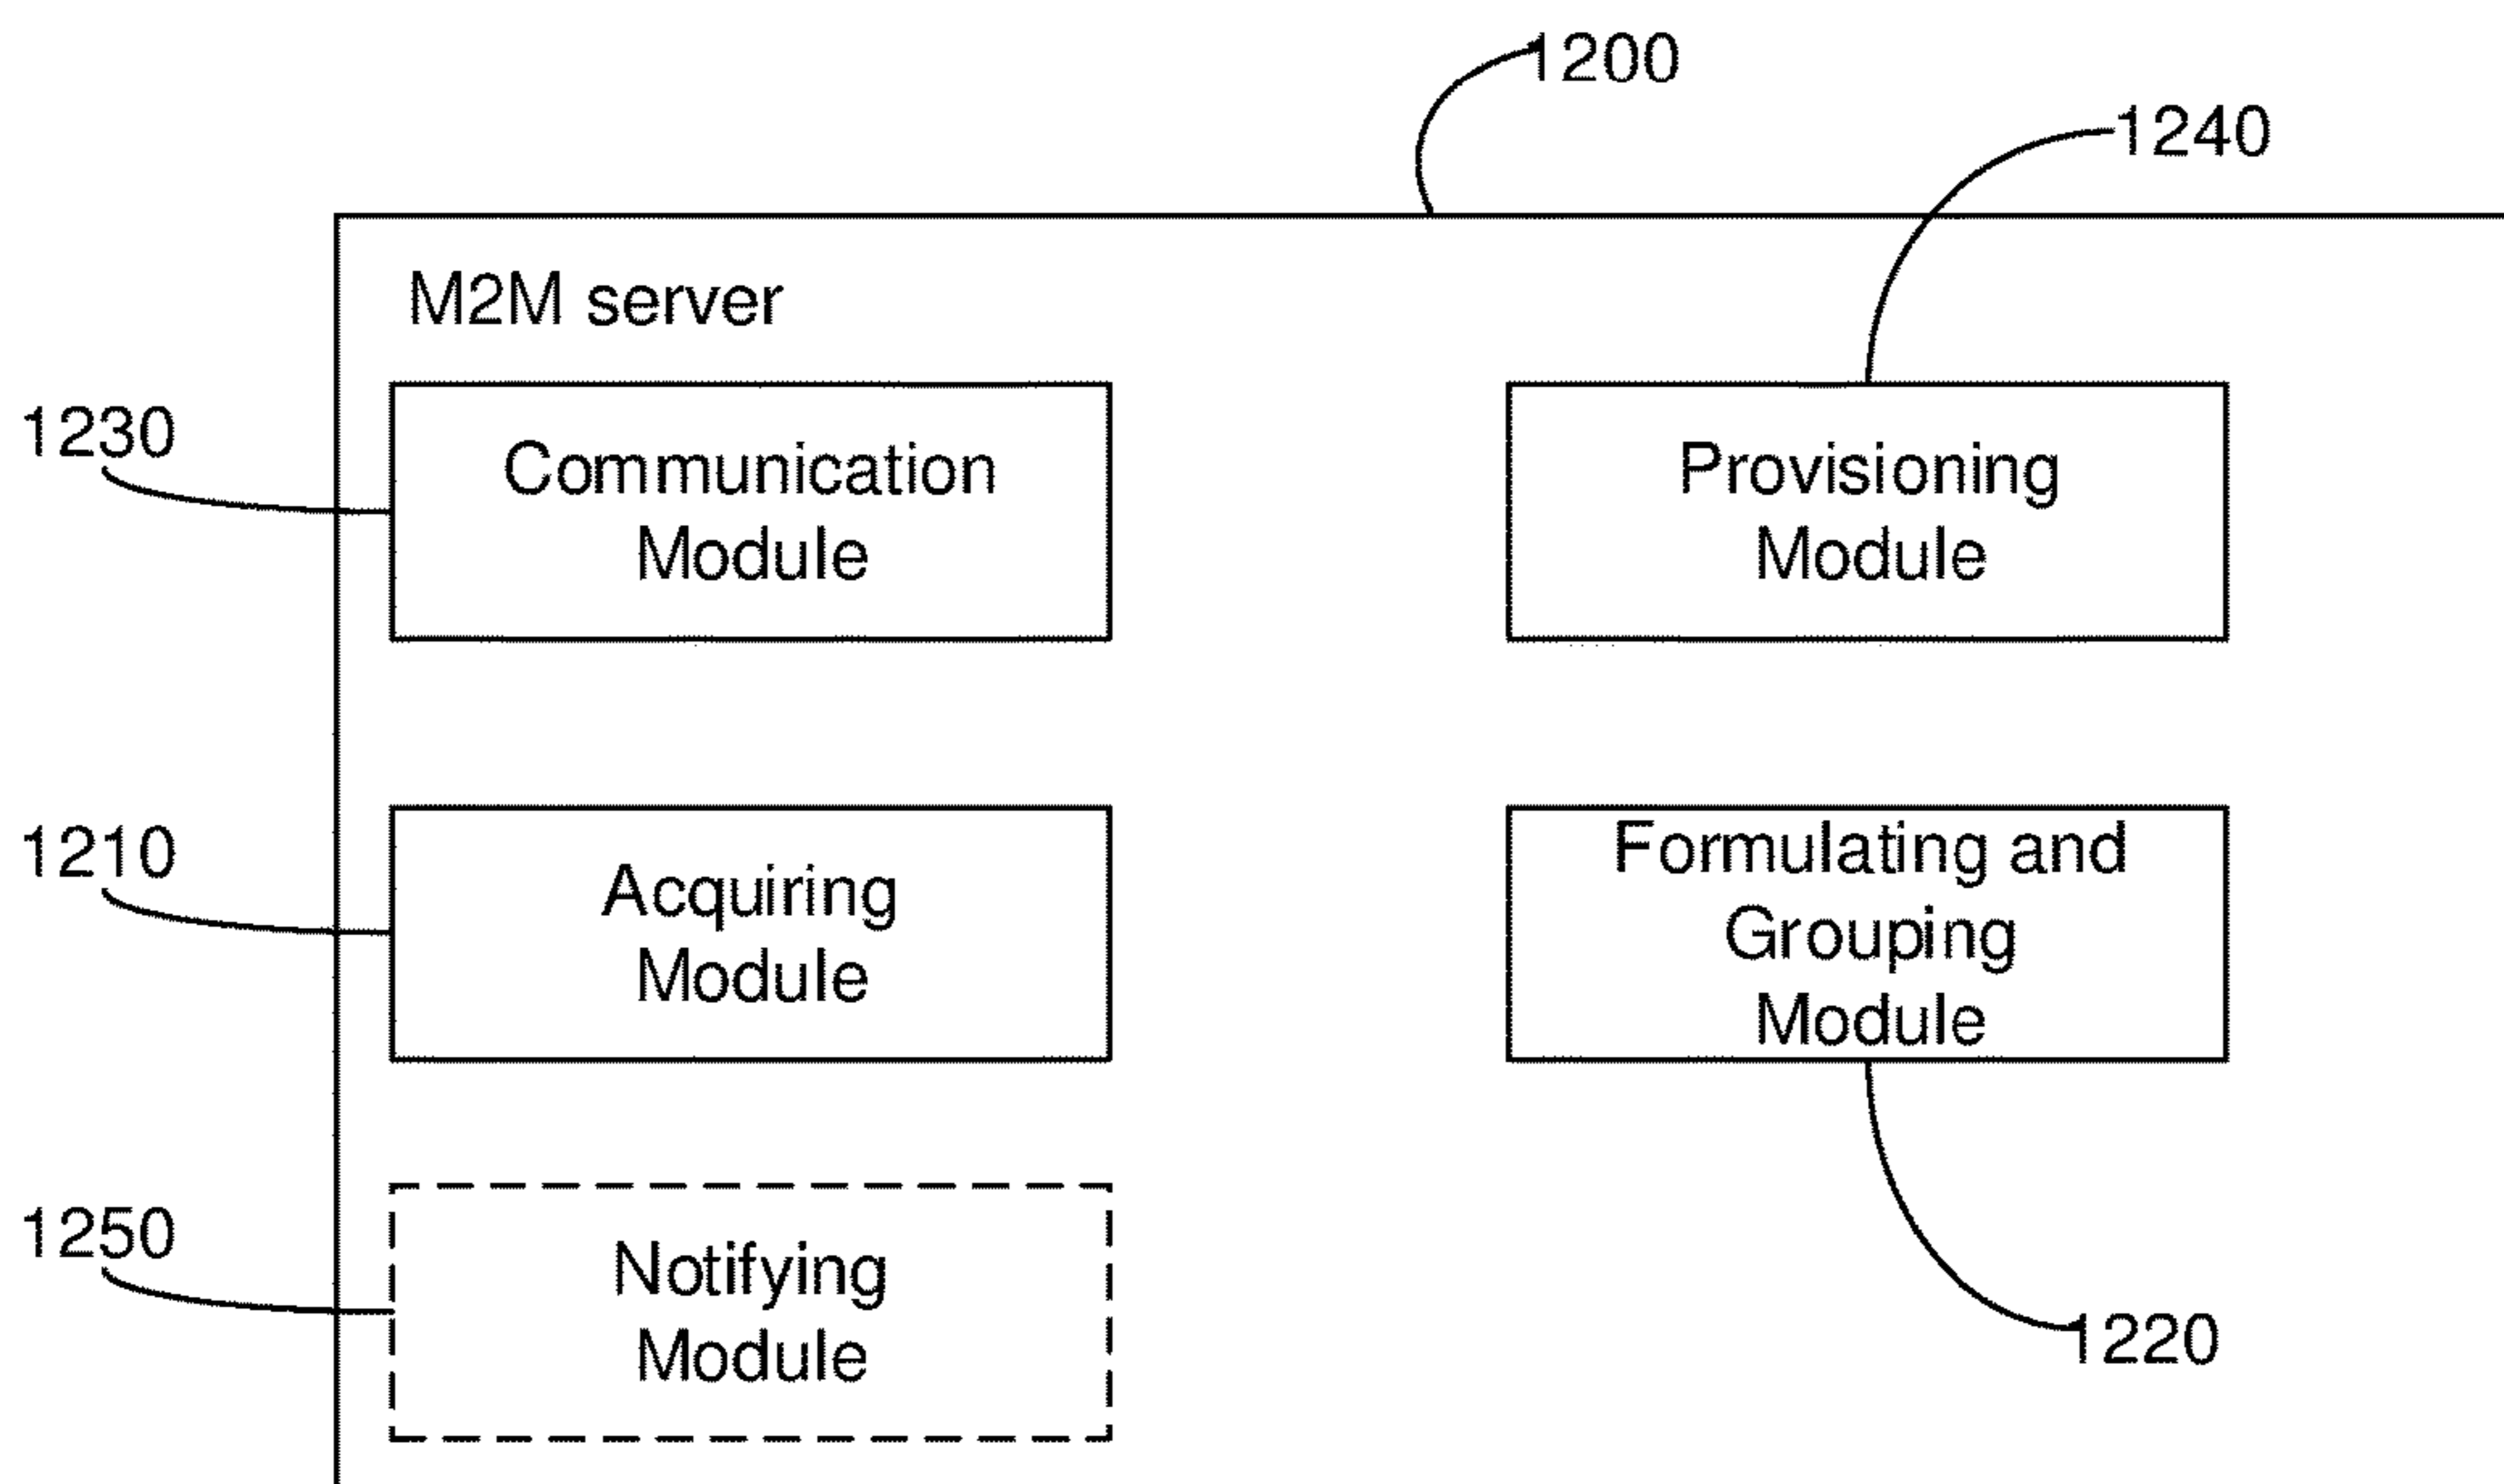 1200
1240
M2M server
1230
Communication
Module
Provisioning
Module
1210
Acquiring
Module
Formulating and
Grouping
Module
1250
Notifying
Module
1220